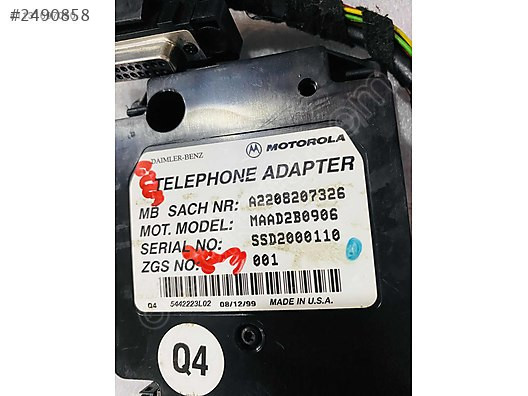 #2490858
DAIMLER-BENZ
MOTOROLA
TELEPHONE ADAPTER
MB SACH NR: A2208207326
MOT. MODEL: MAAD2B0906
SERIAL NO: SSD2000110
ZGS NO: 001
Q4 5442223L02 08/12/99 MADE IN U.S.A.
Q4